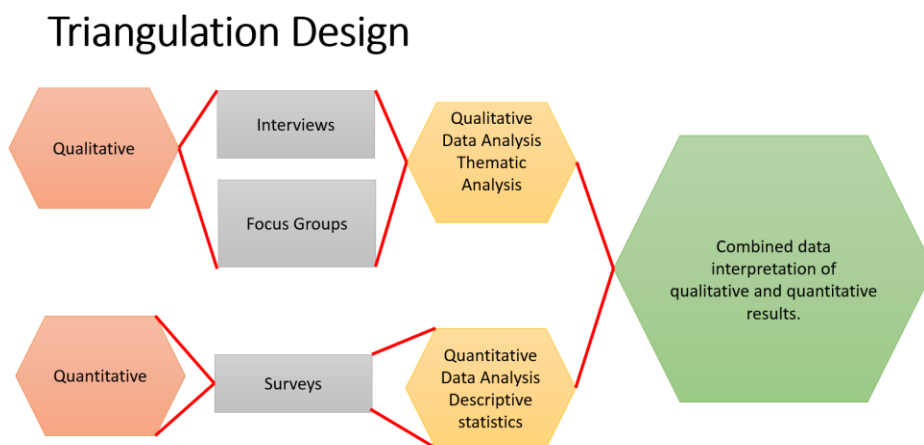 Triangulation Design
Qualitative
Interviews
Focus Groups
Qualitative
Data Analysis
Thematic
Analysis
Combined data
interpretation of
qualitative and quantitative
results.
Quantitative
Surveys
Quantitative
Data Analysis
Descriptive
statistics